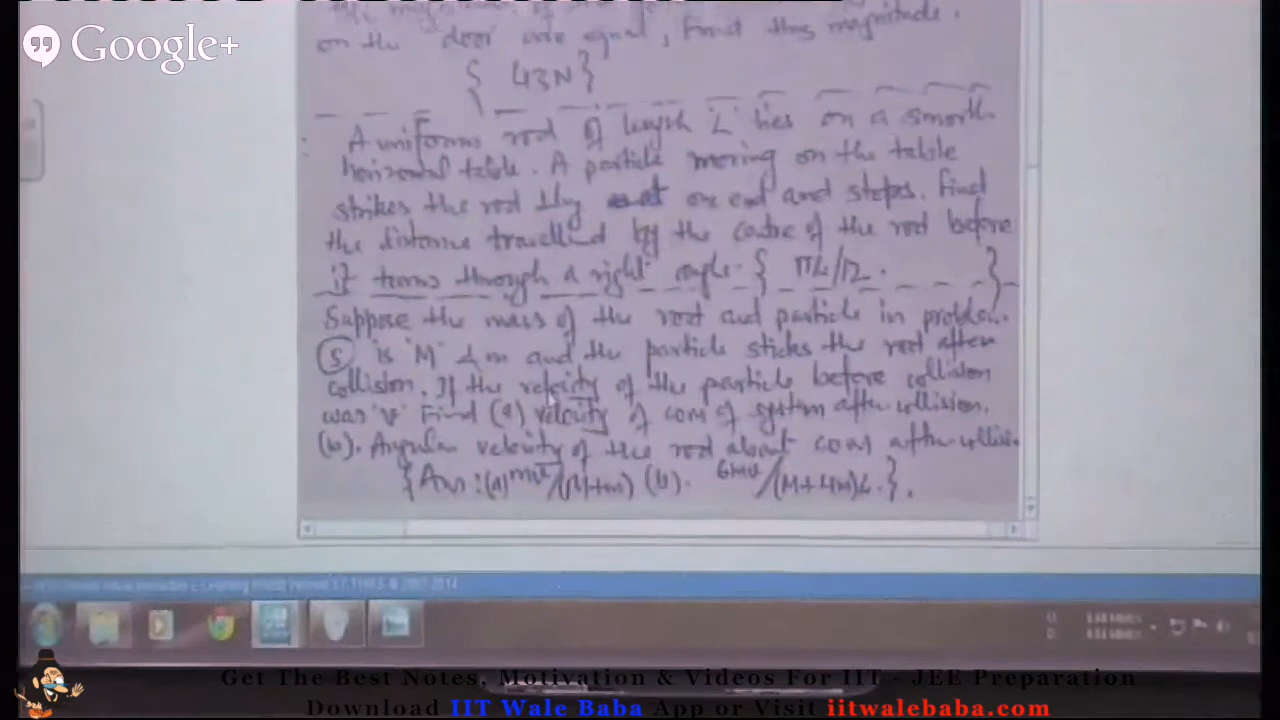 Google+
on the door are equal, Find this magnitude.
{ 43N }
A uniform rod of length 'L' lies on a smooth
horizontal table. A particle moving on the table
strikes the rod at one end and stops. Find
the distance travelled by the centre of the rod before
it turns through a right angle. { πL/12. }
Suppose the mass of the rod and particle in
(5) is 'M' & m and the particle sticks the rod after
collision. If the velocity of the particle before collision
was 'v' Find (a) velocity of com of system after collision.
(b). Angular velocity of the rod about com after
{ Ans: (a) mv/(M+m) (b). 6mv/(M+4m)L. }.
Get The Best Notes, Motivation & Videos For IIT - JEE Preparation
Download IIT Wale Baba App or Visit iitwalebaba.com